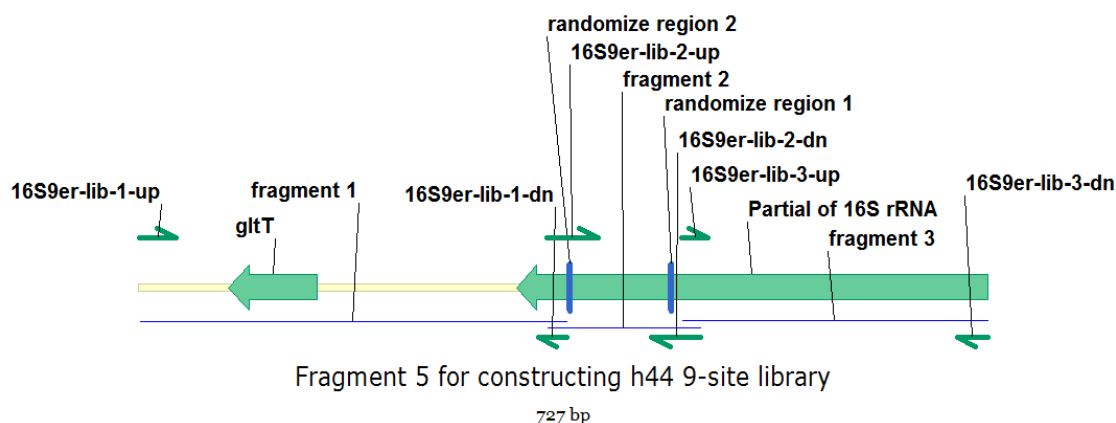 randomize region 2
16S9er-lib-2-up
fragment 2
randomize region 1
16S9er-lib-2-dn
16S9er-lib-1-up
fragment 1
16S9er-lib-1-dn
16S9er-lib-3-up
16S9er-lib-3-dn
gltT
Partial of 16S rRNA
fragment 3
Fragment 5 for constructing h44 9-site library
727 bp